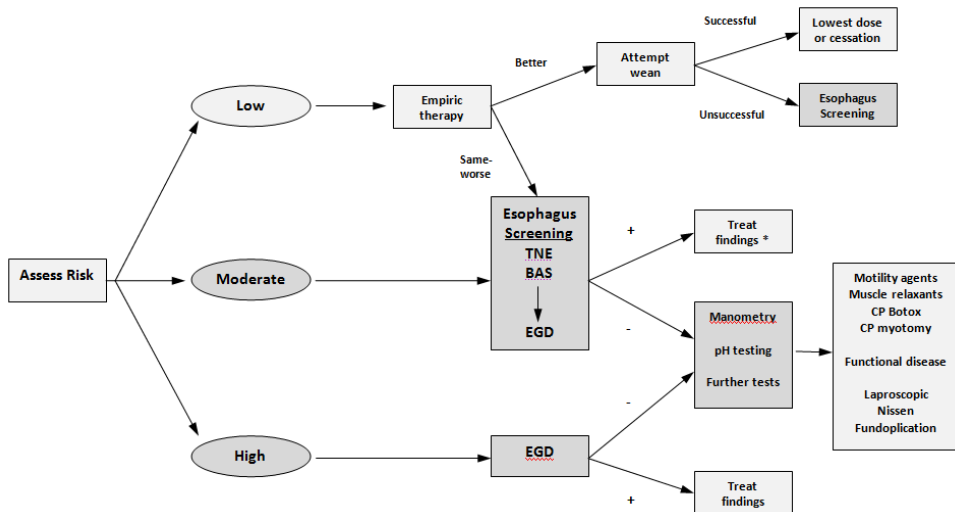 Assess Risk
Low
Moderate
High
Empiric
therapy
Better
Same-
worse
Attempt
wean
Successful
Unsuccessful
Lowest dose
or cessation
Esophagus
Screening
Esophagus
Screening
TNE
BAS
EGD
+
-
Treat
findings *
Manometry
pH testing
Further tests
EGD
-
+
Treat
findings
Motility agents
Muscle relaxants
CP Botox
CP myotomy
Functional disease
Laproscopic
Nissen
Fundoplication